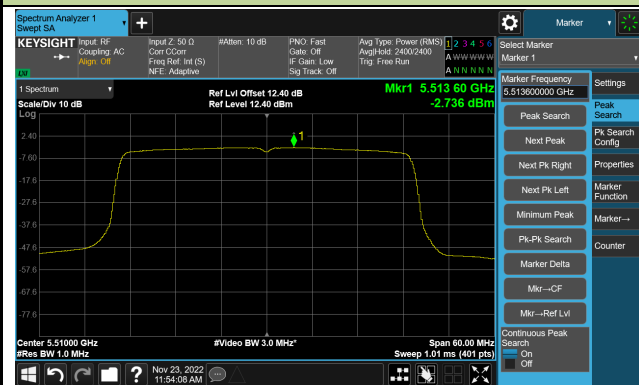 Spectrum Analyzer 1
Swept SA
Marker
KEYSIGHT Input: RF
Coupling: AC
Align: Off
Input Z: 50 Ω
Corr CCorr
Freq Ref: Int (S)
NFE: Adaptive
#Atten: 10 dB
PNO: Fast
Gate: Off
IF Gain: Low
Sig Track: Off
Avg Type: Power (RMS)
Avg|Hold: 2400/2400
Trig: Free Run
1 2 3 4 5 6
A W W W W W
A N N N N N
Select Marker
Marker 1
LXI
1 Spectrum
Scale/Div 10 dB
Ref Lvl Offset 12.40 dB
Ref Level 12.40 dBm
Mkr1 5.513 60 GHz
-2.736 dBm
Log
2.40
-7.60
-17.6
-27.6
-37.6
-47.6
-57.6
-67.6
-77.6
1
Center 5.51000 GHz
#Res BW 1.0 MHz
#Video BW 3.0 MHz*
Span 60.00 MHz
Sweep 1.01 ms (401 pts)
Marker Frequency
5.513600000 GHz
Peak Search
Next Peak
Next Pk Right
Next Pk Left
Minimum Peak
Pk-Pk Search
Marker Delta
Mkr→CF
Mkr→Ref Lvl
Continuous Peak
Search
On
Off
Settings
Peak
Search
Pk Search
Config
Properties
Marker
Function
Marker→
Counter
?
Nov 23, 2022
11:54:08 AM